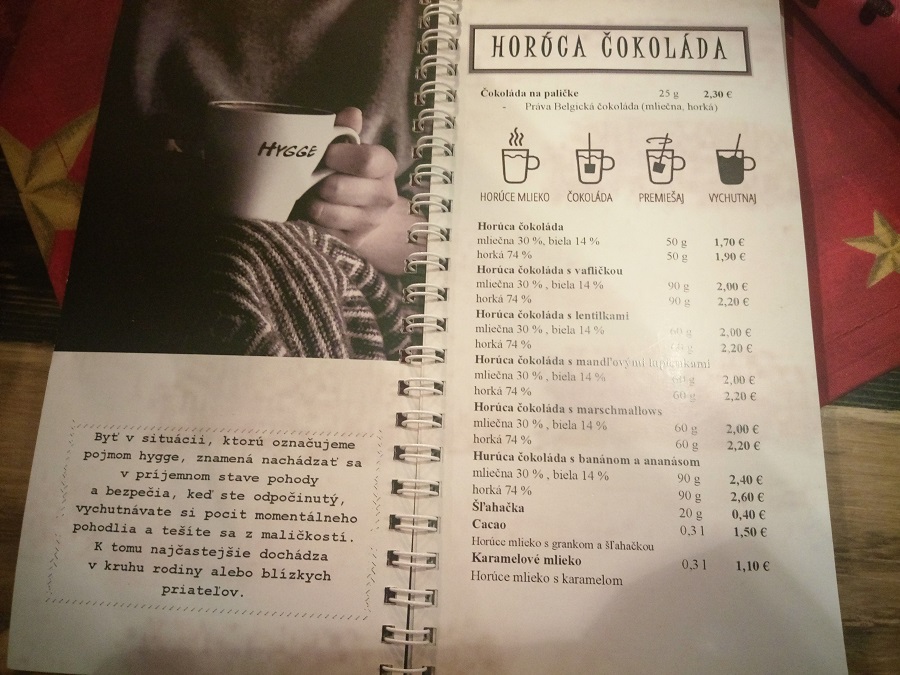 HYGGE
Byť v situácii, ktorú označujeme
pojmom hygge, znamená nachádzať sa
v príjemnom stave pohody
a bezpečia, keď ste odpočinutý,
vychutnávate si pocit momentálneho
pohodlia a tešíte sa z maličkostí.
K tomu najčastejšie dochádza
v kruhu rodiny alebo blízkych
priateľov.
HORÚCA ČOKOLÁDA
Čokoláda na paličke 25 g 2,30 €
- Práva Belgická čokoláda (mliečna, horká)
HORÚCE MLIEKO ČOKOLÁDA PREMIEŠAJ VYCHUTNAJ
Horúca čokoláda
mliečna 30 %, biela 14 % 50 g 1,70 €
horká 74 % 50 g 1,90 €
Horúca čokoláda s vafličkou
mliečna 30 % , biela 14 % 90 g 2,00 €
horká 74 % 90 g 2,20 €
Horúca čokoláda s lentilkami
mliečna 30 % , biela 14 % 60 g 2,00 €
horká 74 % 60 g 2,20 €
Horúca čokoláda s mandľovými lupienkami
mliečna 30 % , biela 14 % 60 g 2,00 €
horká 74 % 60 g 2,20 €
Horúca čokoláda s marschmallows
mliečna 30 % , biela 14 % 60 g 2,00 €
horká 74 % 60 g 2,20 €
Hurúca čokoláda s banánom a ananásom
mliečna 30 % , biela 14 % 90 g 2,40 €
horká 74 % 90 g 2,60 €
Šľahačka 20 g 0,40 €
Cacao 0,3 l 1,50 €
Horúce mlieko s grankom a šľahačkou
Karamelové mlieko 0,3 l 1,10 €
Horúce mlieko s karamelom